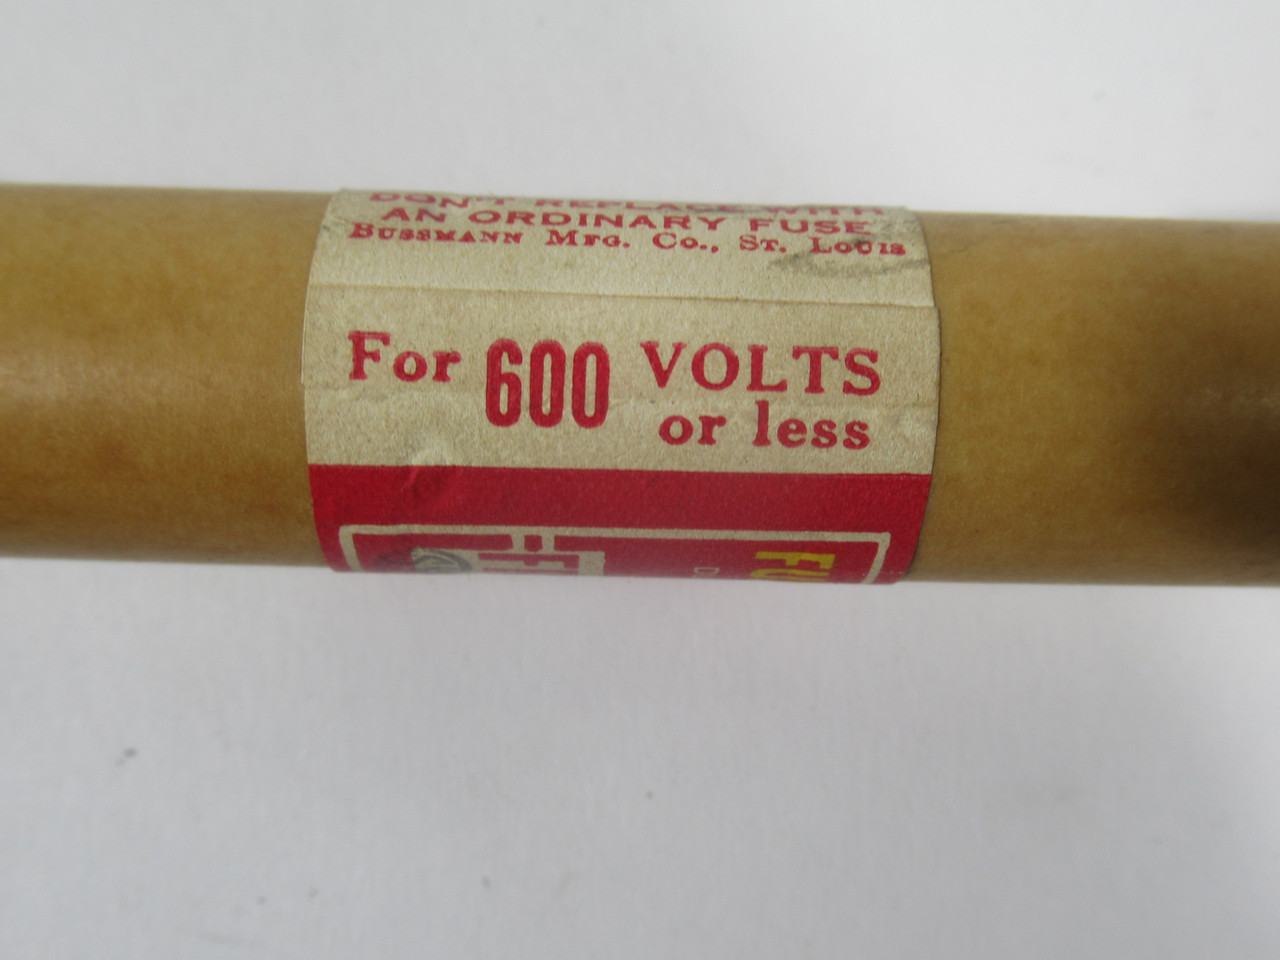 DON'T REPLACE WITH
AN ORDINARY FUSE
BUSSMANN MFG. CO., ST. LOUIS
For 600 VOLTS
or less